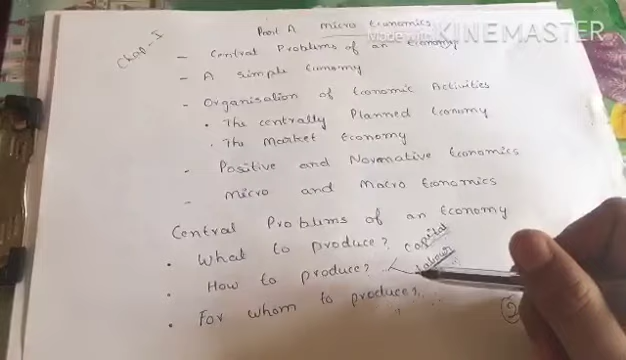 Part A micro Economics
Made with KINEMASTER
Chap-I
- Central Problems of an Economy
- A simple Economy
- Organisation of Economic Activities
• The centrally Planned Economy
• The Market Economy
- Positive and Normative Economics
- Micro and Macro Economics
Central Problems of an Economy
• What to produce?
• How to produce? capital
labour
• For whom to produce?